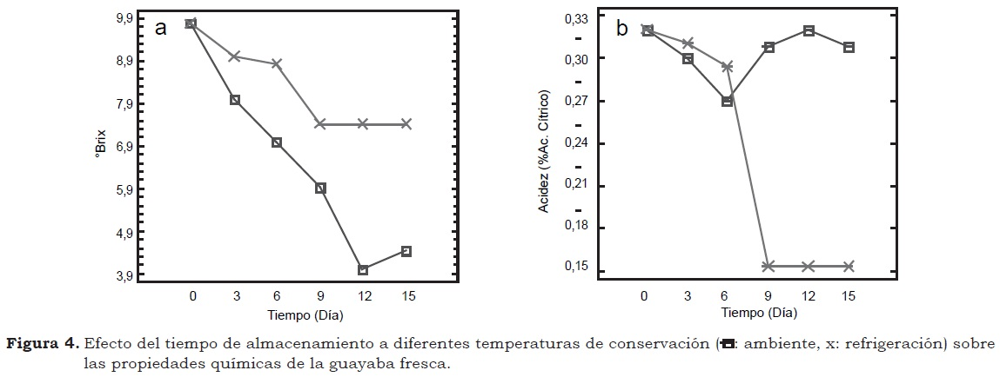 a
9,9
8,9
7,9
6,9
5,9
4,9
3,9
°Brix
0 3 6 9 12 15
Tiempo (Día)
b
0,33
0,30
0,27
0,24
0,21
0,18
0,15
Acidez (%Ac. Cítrico)
0 3 6 9 12 15
Tiempo (Día)
Figura 4. Efecto del tiempo de almacenamiento a diferentes temperaturas de conservación (: ambiente, x: refrigeración) sobre
las propiedades químicas de la guayaba fresca.